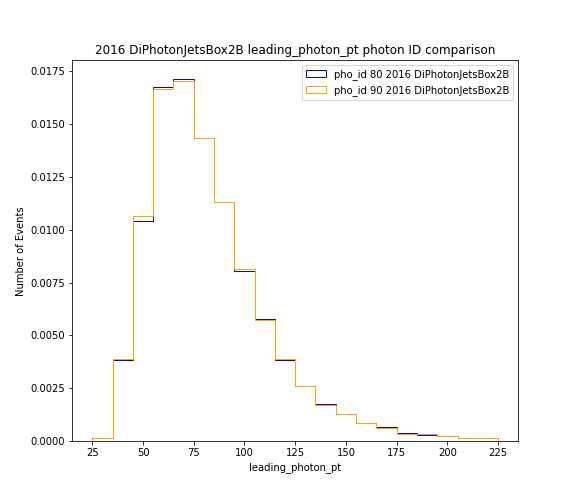 2016 DiPhotonJetsBox2B leading_photon_pt photon ID comparison
pho_id 80 2016 DiPhotonJetsBox2B
pho_id 90 2016 DiPhotonJetsBox2B
0.0175
0.0150
0.0125
0.0100
0.0075
0.0050
0.0025
0.0000
Number of Events
25 50 75 100 125 150 175 200 225
leading_photon_pt